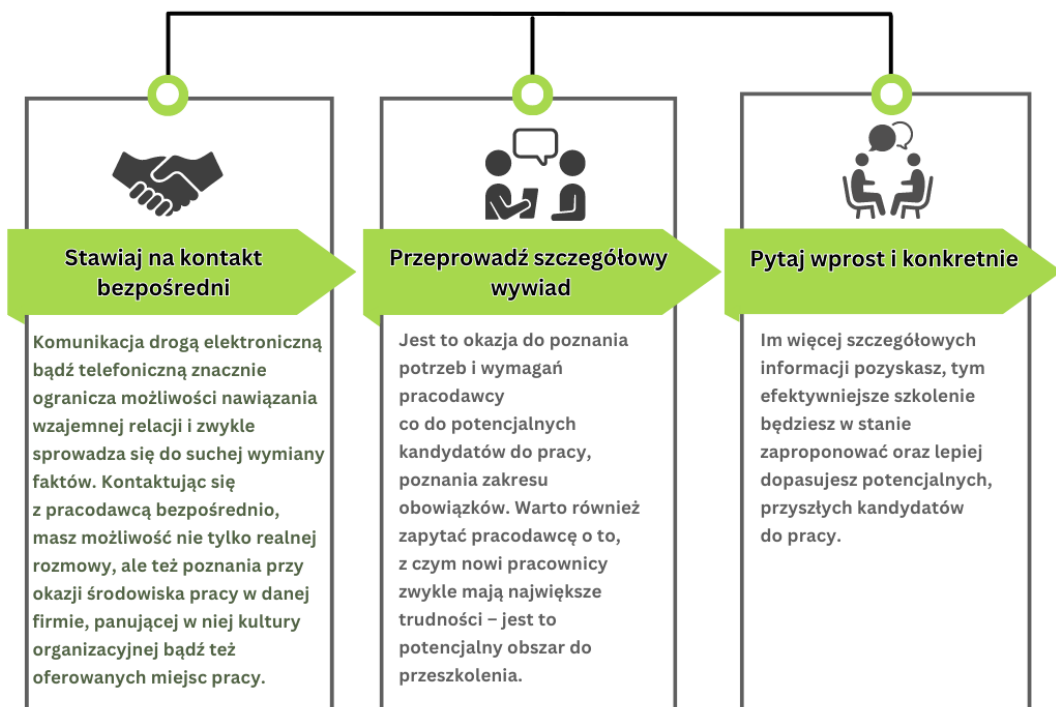 Stawiaj na kontakt
bezpośredni
Komunikacja drogą elektroniczną
bądź telefoniczną znacznie
ogranicza możliwości nawiązania
wzajemnej relacji i zwykle
sprowadza się do suchej wymiany
faktów. Kontaktując się
z pracodawcą bezpośrednio,
masz możliwość nie tylko realnej
rozmowy, ale też poznania przy
okazji środowiska pracy w danej
firmie, panującej w niej kultury
organizacyjnej bądź też
oferowanych miejsc pracy.
Przeprowadź szczegółowy
wywiad
Jest to okazja do poznania
potrzeb i wymagań
pracodawcy
co do potencjalnych
kandydatów do pracy,
poznania zakresu
obowiązków. Warto również
zapytać pracodawcę o to,
z czym nowi pracownicy
zwykle mają największe
trudności – jest to
potencjalny obszar do
przeszkolenia.
Pytaj wprost i konkretnie
Im więcej szczegółowych
informacji pozyskasz, tym
efektywniejsze szkolenie
będziesz w stanie
zaproponować oraz lepiej
dopasujesz potencjalnych,
przyszłych kandydatów
do pracy.